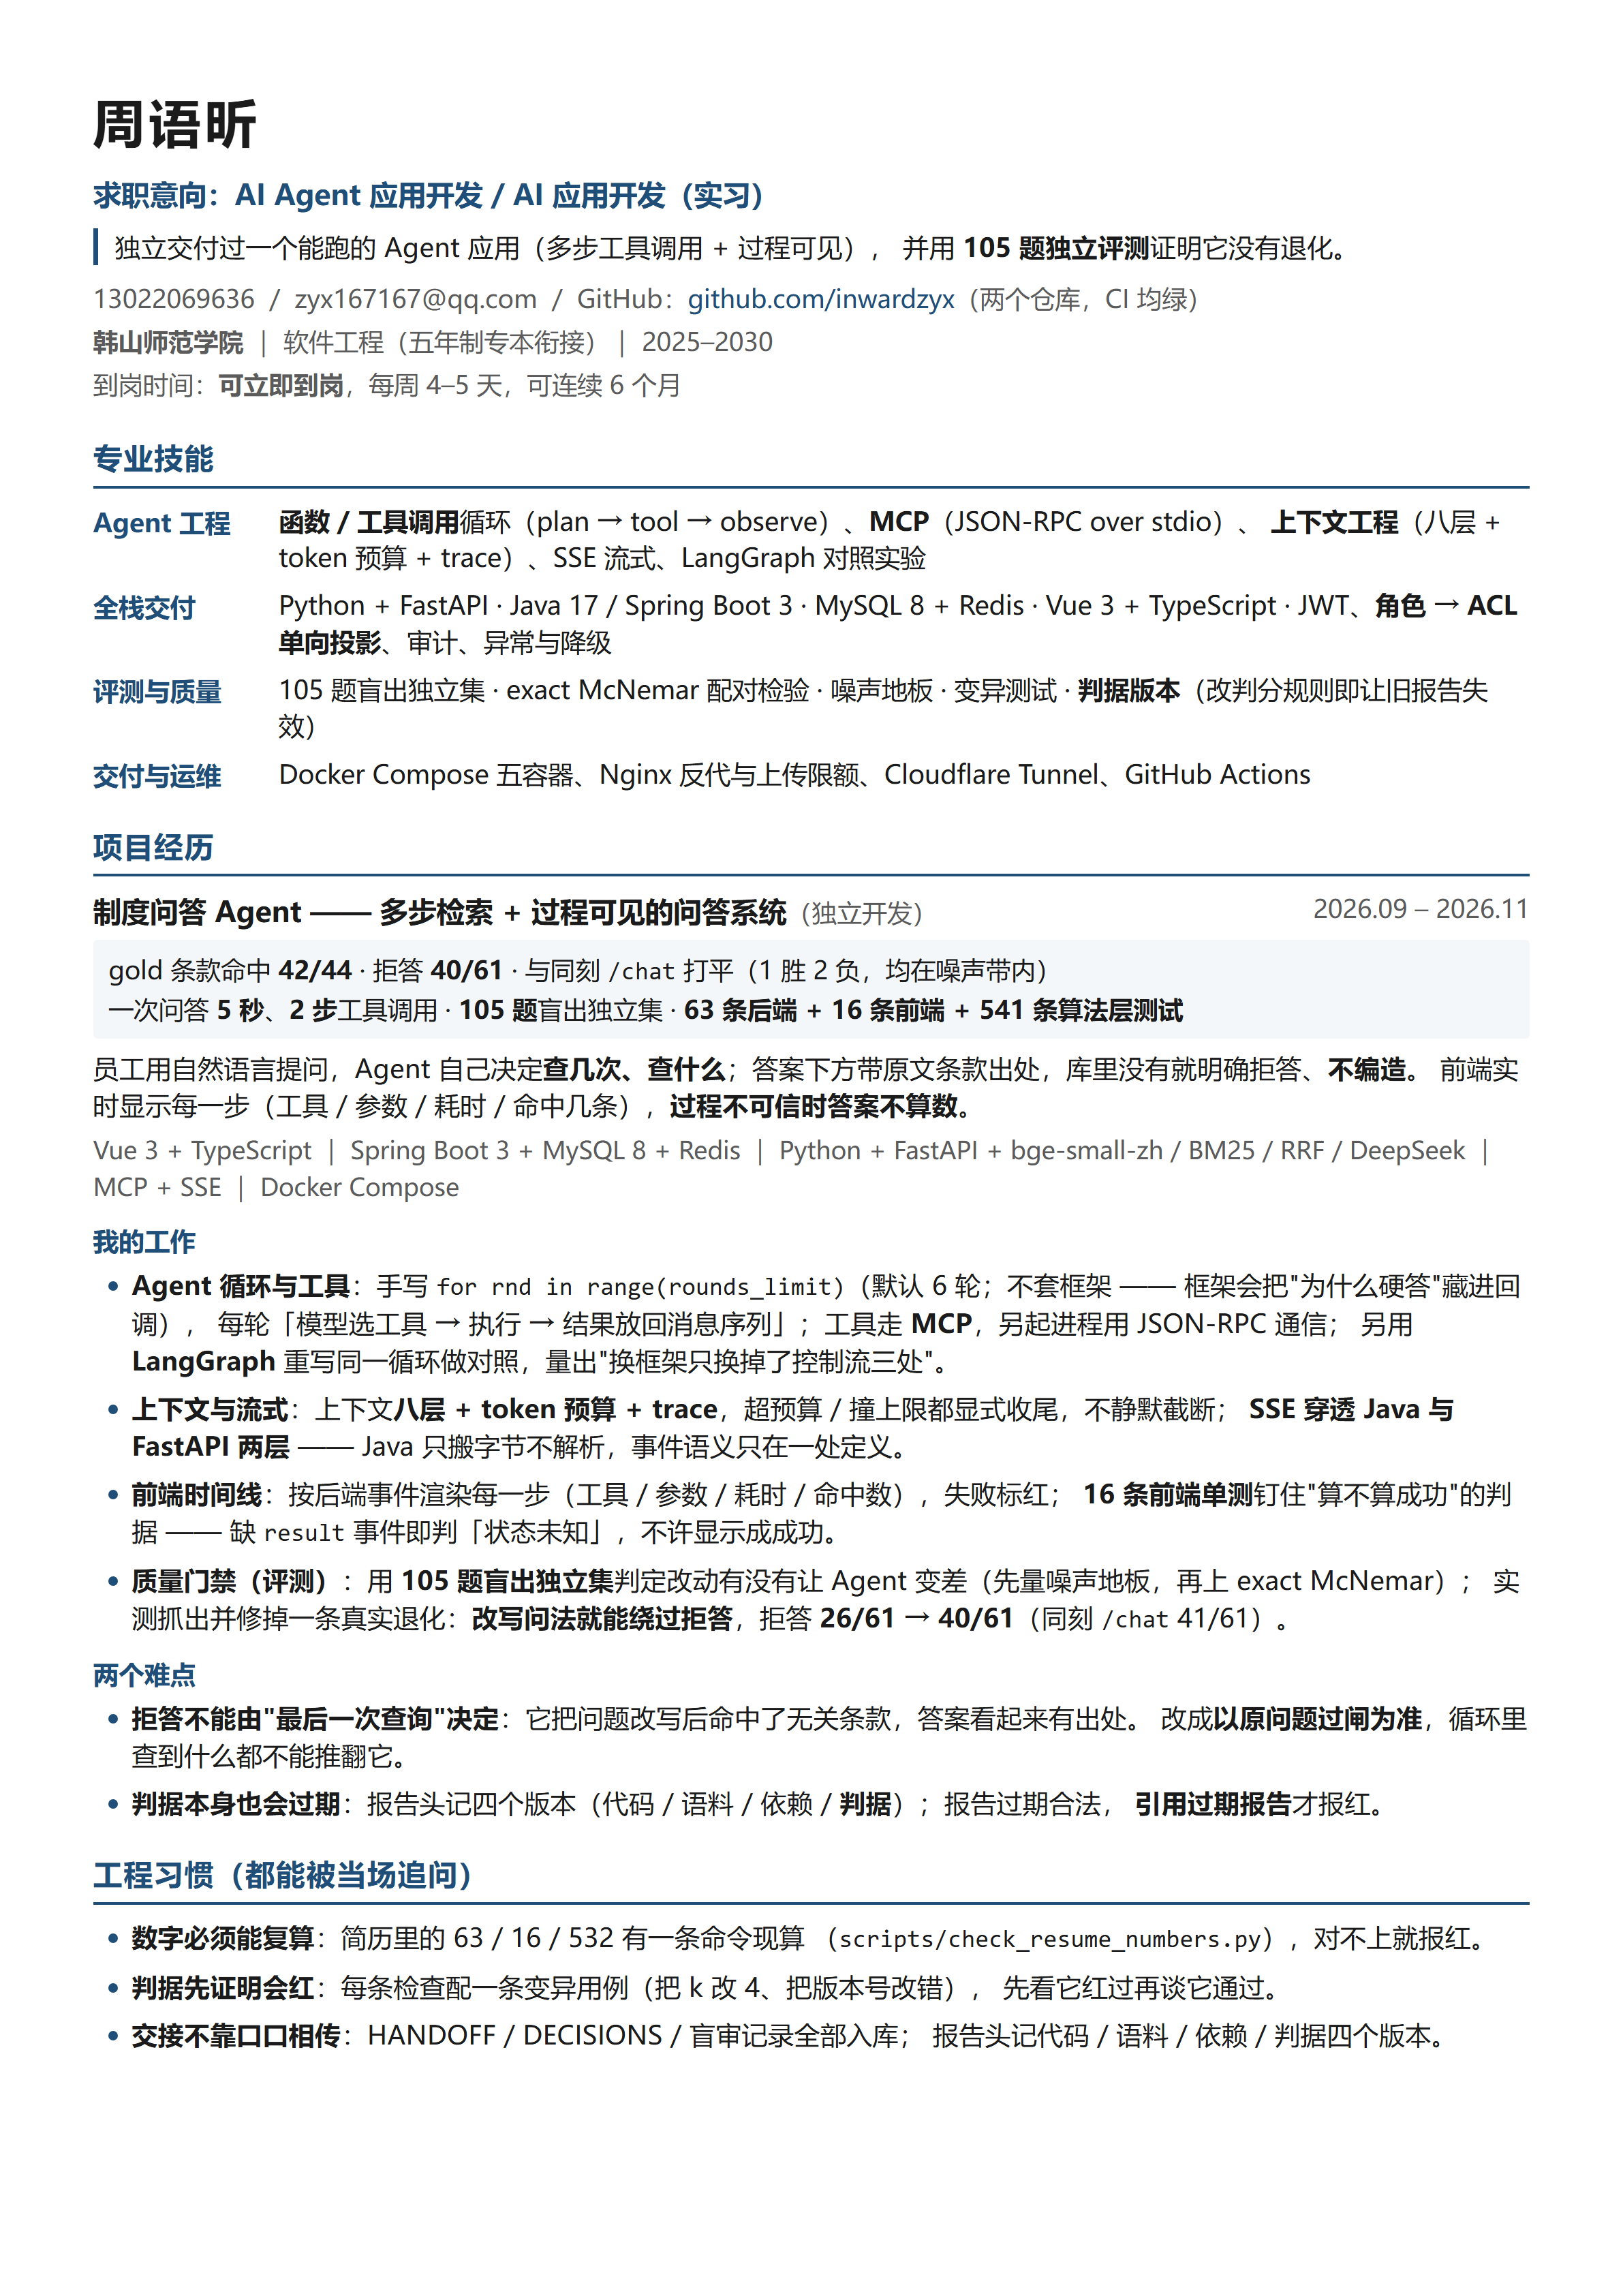 周语昕
求职意向：AI Agent 应用开发 / AI 应用开发（实习）
独立交付过一个能跑的 Agent 应用（多步工具调用 + 过程可见），并用 105 题独立评测证明它没有退化。
13022069636 / zyx167167@qq.com / GitHub：github.com/inwardzyx（两个仓库，CI 均绿）
韩山师范学院 | 软件工程（五年制专本衔接） | 2025–2030
到岗时间：可立即到岗，每周 4–5 天，可连续 6 个月
专业技能
Agent 工程 函数 / 工具调用循环（plan → tool → observe）、MCP（JSON-RPC over stdio）、上下文工程（八层 +
token 预算 + trace）、SSE 流式、LangGraph 对照实验
全栈交付 Python + FastAPI · Java 17 / Spring Boot 3 · MySQL 8 + Redis · Vue 3 + TypeScript · JWT、角色 → ACL
单向投影、审计、异常与降级
评测与质量 105 题盲出独立集 · exact McNemar 配对检验 · 噪声地板 · 变异测试 · 判据版本（改判分规则即让旧报告失
效）
交付与运维 Docker Compose 五容器、Nginx 反代与上传限额、Cloudflare Tunnel、GitHub Actions
项目经历
制度问答 Agent —— 多步检索 + 过程可见的问答系统（独立开发） 2026.09 – 2026.11
gold 条款命中 42/44 · 拒答 40/61 · 与同刻 /chat 打平（1 胜 2 负，均在噪声带内）
一次问答 5 秒、2 步工具调用 · 105 题盲出独立集 · 63 条后端 + 16 条前端 + 541 条算法层测试
员工用自然语言提问，Agent 自己决定查几次、查什么；答案下方带原文条款出处，库里没有就明确拒答、不编造。 前端实
时显示每一步（工具 / 参数 / 耗时 / 命中几条），过程不可信时答案不算数。
Vue 3 + TypeScript | Spring Boot 3 + MySQL 8 + Redis | Python + FastAPI + bge-small-zh / BM25 / RRF / DeepSeek |
MCP + SSE | Docker Compose
我的工作
• Agent 循环与工具：手写 for rnd in range(rounds_limit)（默认 6 轮；不套框架 —— 框架会把"为什么硬答"藏进回
调）， 每轮「模型选工具 → 执行 → 结果放回消息序列」；工具走 MCP，另起进程用 JSON-RPC 通信； 另用
LangGraph 重写同一循环做对照，量出"换框架只换掉了控制流三处"。
• 上下文与流式：上下文八层 + token 预算 + trace，超预算 / 撞上限都显式收尾，不静默截断； SSE 穿透 Java 与
FastAPI 两层 —— Java 只搬字节不解析，事件语义只在一处定义。
• 前端时间线：按后端事件渲染每一步（工具 / 参数 / 耗时 / 命中数），失败标红； 16 条前端单测钉住"算不算成功"的判
据 —— 缺 result 事件即判「状态未知」，不许显示成成功。
• 质量门禁（评测）：用 105 题盲出独立集判定改动有没有让 Agent 变差（先量噪声地板，再上 exact McNemar）； 实
测抓出并修掉一条真实退化：改写问法就能绕过拒答，拒答 26/61 → 40/61（同刻 /chat 41/61）。
两个难点
• 拒答不能由"最后一次查询"决定：它把问题改写后命中了无关条款，答案看起来有出处。 改成以原问题过闸为准，循环里
查到什么都不能推翻它。
• 判据本身也会过期：报告头记四个版本（代码 / 语料 / 依赖 / 判据）；报告过期合法， 引用过期报告才报红。
工程习惯（都能被当场追问）
• 数字必须能复算：简历里的 63 / 16 / 532 有一条命令现算 （scripts/check_resume_numbers.py），对不上就报红。
• 判据先证明会红：每条检查配一条变异用例（把 k 改 4、把版本号改错）， 先看它红过再谈它通过。
• 交接不靠口口相传：HANDOFF / DECISIONS / 盲审记录全部入库； 报告头记代码 / 语料 / 依赖 / 判据四个版本。